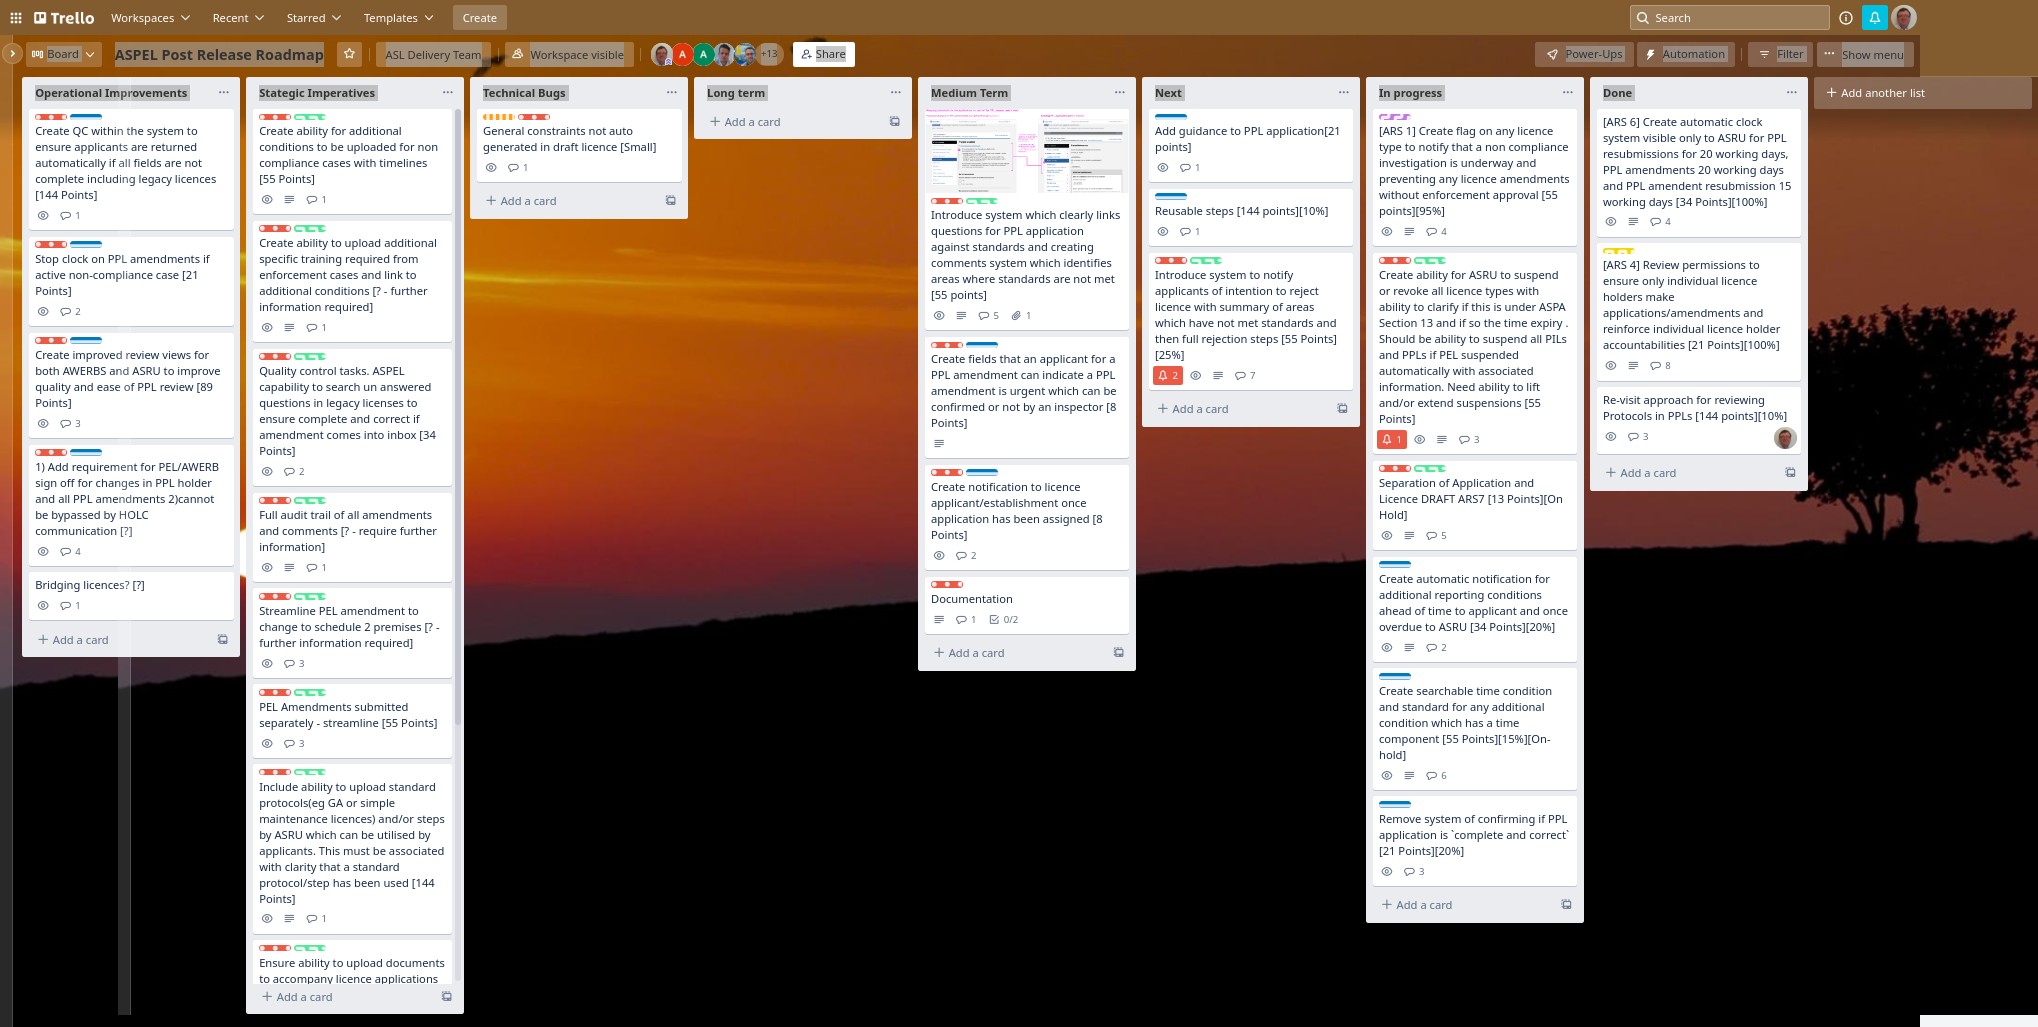 Trello
Workspaces
Recent
Starred
Templates
Create
Search
Board
ASPEL Post Release Roadmap
ASL Delivery Team
Workspace visible
A
A
+13
Share
Power-Ups
Automation
Filter
Show menu
Operational Improvements
Create QC within the system to
ensure applicants are returned
automatically if all fields are not
complete including legacy licences
[144 Points]
1
Stop clock on PPL amendments if
active non-compliance case [21
Points]
2
Create improved review views for
both AWERBS and ASRU to improve
quality and ease of PPL review [89
Points]
3
1) Add requirement for PEL/AWERB
sign off for changes in PPL holder
and all PPL amendments 2)cannot
be bypassed by HOLC
communication [?]
4
Bridging licences? [?]
1
Add a card
Stategic Imperatives
Create ability for additional
conditions to be uploaded for non
compliance cases with timelines
[55 Points]
1
Create ability to upload additional
specific training required from
enforcement cases and link to
additional conditions [? - further
information required]
1
Quality control tasks. ASPEL
capability to search un answered
questions in legacy licenses to
ensure complete and correct if
amendment comes into inbox [34
Points]
2
Full audit trail of all amendments
and comments [? - require further
information]
1
Streamline PEL amendment to
change to schedule 2 premises [? -
further information required]
3
PEL Amendments submitted
separately - streamline [55 Points]
3
Include ability to upload standard
protocols(eg GA or simple
maintenance licences) and/or steps
by ASRU which can be utilised by
applicants. This must be associated
with clarity that a standard
protocol/step has been used [144
Points]
1
Ensure ability to upload documents
to accompany licence applications
Add a card
Technical Bugs
General constraints not auto
generated in draft licence [Small]
1
Add a card
Long term
Add a card
Medium Term
Introduce system which clearly links
questions for PPL application
against standards and creating
comments system which identifies
areas where standards are not met
[55 points]
5
1
Create fields that an applicant for a
PPL amendment can indicate a PPL
amendment is urgent which can be
confirmed or not by an inspector [8
Points]
Create notification to licence
applicant/establishment once
application has been assigned [8
Points]
2
Documentation
1
0/2
Add a card
Next
Add guidance to PPL application[21
points]
1
Reusable steps [144 points][10%]
1
Introduce system to notify
applicants of intention to reject
licence with summary of areas
which have not met standards and
then full rejection steps [55 Points]
[25%]
2
7
Add a card
In progress
[ARS 1] Create flag on any licence
type to notify that a non compliance
investigation is underway and
preventing any licence amendments
without enforcement approval [55
points][95%]
4
Create ability for ASRU to suspend
or revoke all licence types with
ability to clarify if this is under ASPA
Section 13 and if so the time expiry .
Should be ability to suspend all PILs
and PPLs if PEL suspended
automatically with associated
information. Need ability to lift
and/or extend suspensions [55
Points]
1
3
Separation of Application and
Licence DRAFT ARS7 [13 Points][On
Hold]
5
Create automatic notification for
additional reporting conditions
ahead of time to applicant and once
overdue to ASRU [34 Points][20%]
2
Create searchable time condition
and standard for any additional
condition which has a time
component [55 Points][15%][On-
hold]
6
Remove system of confirming if PPL
application is `complete and correct`
[21 Points][20%]
3
Add a card
Done
[ARS 6] Create automatic clock
system visible only to ASRU for PPL
resubmissions for 20 working days,
PPL amendments 20 working days
and PPL amendent resubmission 15
working days [34 Points][100%]
4
[ARS 4] Review permissions to
ensure only individual licence
holders make
applications/amendments and
reinforce individual licence holder
accountabilities [21 Points][100%]
8
Re-visit approach for reviewing
Protocols in PPLs [144 points][10%]
3
Add a card
Add another list